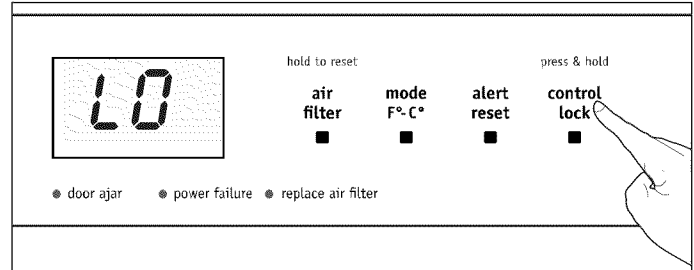 hold to reset
press & hold
LO
air filter
mode F°-C°
alert reset
control lock
door ajar
power failure
replace air filter